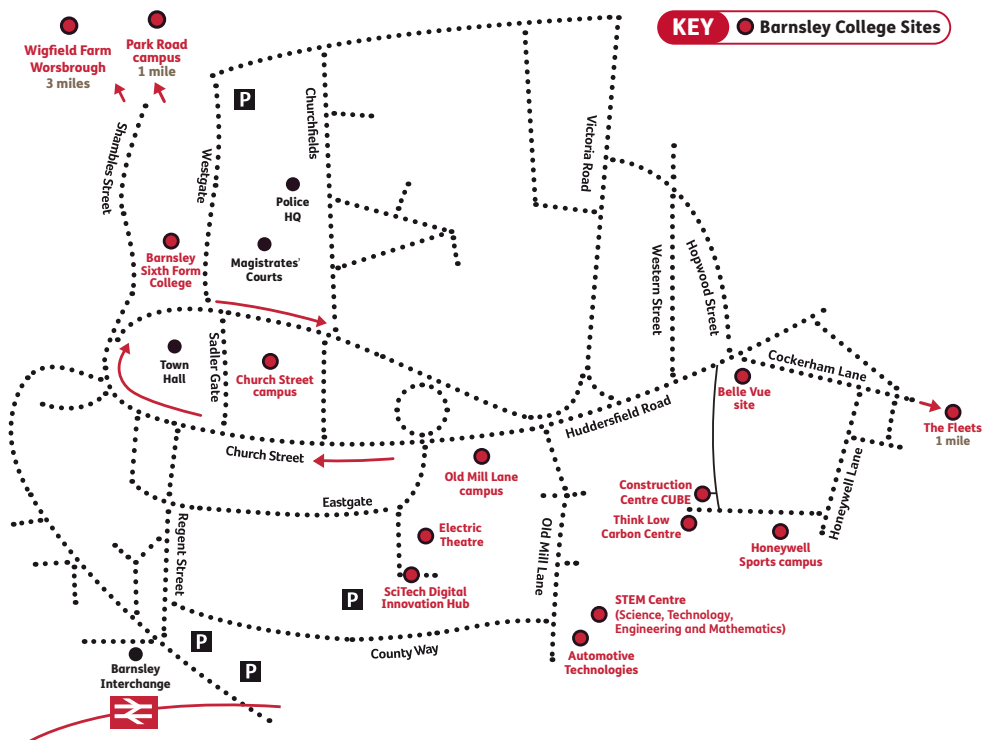 KEY
Barnsley College Sites
Wigfield Farm
Worsbrough
3 miles
Park Road
campus
1 mile
Shambles Street
Westgate
P
Churchfields
Victoria Road
Police
HQ
Magistrates'
Courts
Barnsley
Sixth Form
College
Western Street
Hopwood Street
Town
Hall
Sadler Gate
Church Street
campus
Cockerham Lane
Belle Vue
site
The Fleets
1 mile
Huddersfield Road
Church Street
Old Mill Lane
campus
Honeywell Lane
Construction
Centre CUBE
Think Low
Carbon Centre
Honeywell
Sports campus
Eastgate
Regent Street
Electric
Theatre
Old Mill Lane
SciTech Digital
Innovation Hub
P
STEM Centre
(Science, Technology,
Engineering and Mathematics)
Automotive
Technologies
County Way
P
P
Barnsley
Interchange